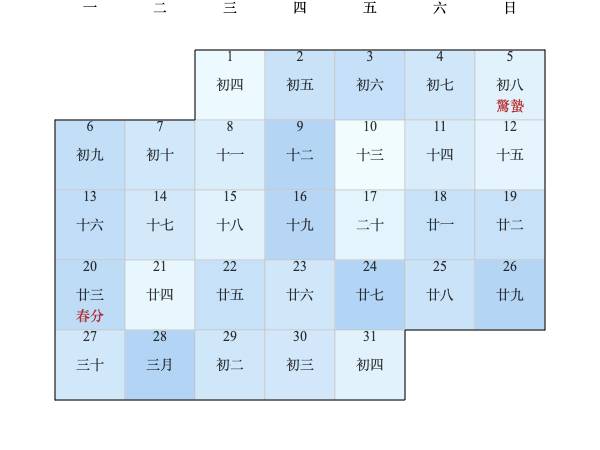 一 二 三 四 五 六 日
1 2 3 4 5
初四 初五 初六 初七 初八
驚蟄
6 7 8 9 10 11 12
初九 初十 十一 十二 十三 十四 十五
13 14 15 16 17 18 19
十六 十七 十八 十九 二十 廿一 廿二
20 21 22 23 24 25 26
廿三 廿四 廿五 廿六 廿七 廿八 廿九
春分
27 28 29 30 31
三十 三月 初二 初三 初四